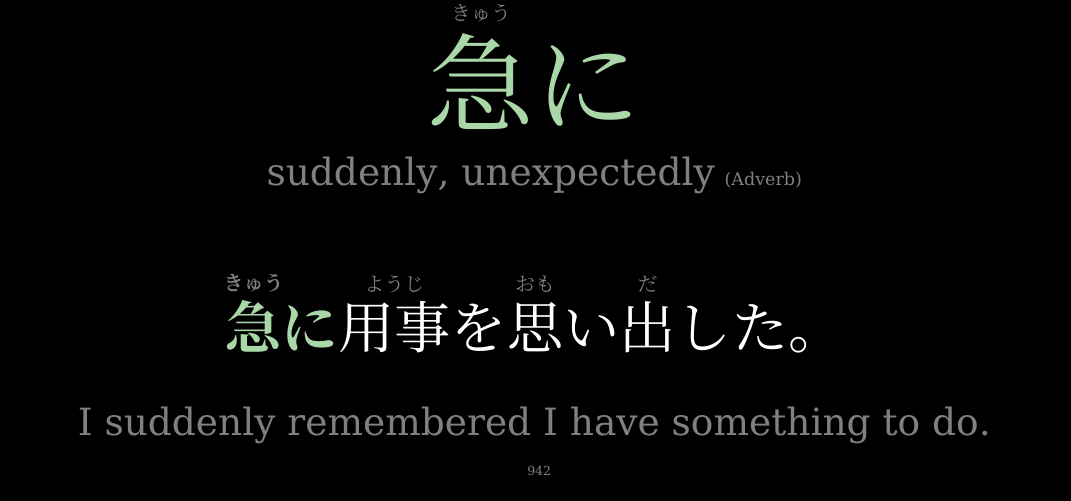 きゅう
急に
suddenly, unexpectedly (Adverb)
きゅう ようじ おも だ
急に用事を思い出した。
I suddenly remembered I have something to do.
942